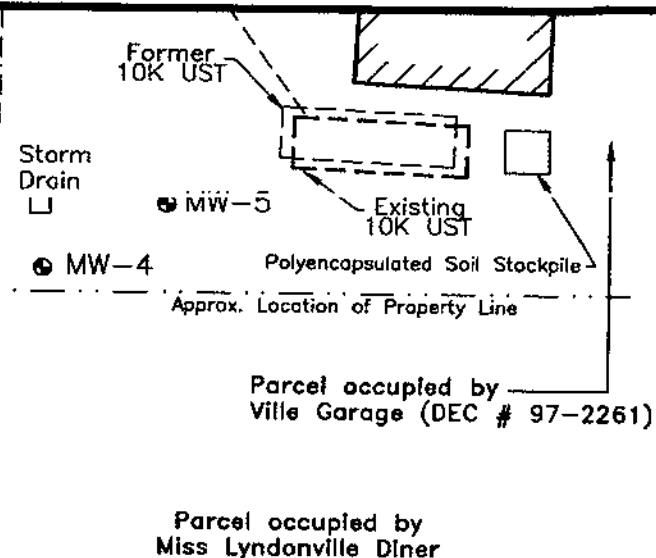 Former
10K UST
Storm
Drain
MW-5
Existing
10K UST
MW-4
Polyencapsulated Soil Stockpile
Approx. Location of Property Line
Parcel occupied by
Ville Garage (DEC # 97-2261)
Parcel occupied by
Miss Lyndonville Diner